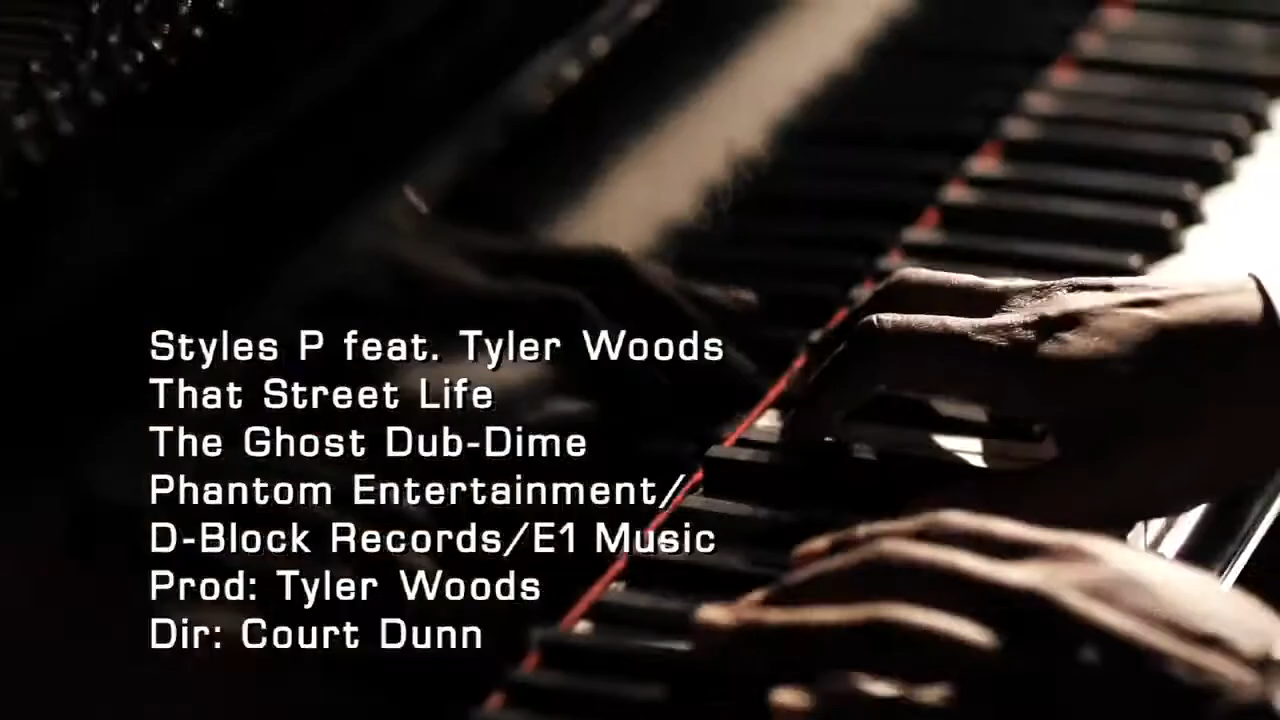 Styles P feat. Tyler Woods
That Street Life
The Ghost Dub-Dime
Phantom Entertainment/
D-Block Records/E1 Music
Prod: Tyler Woods
Dir: Court Dunn